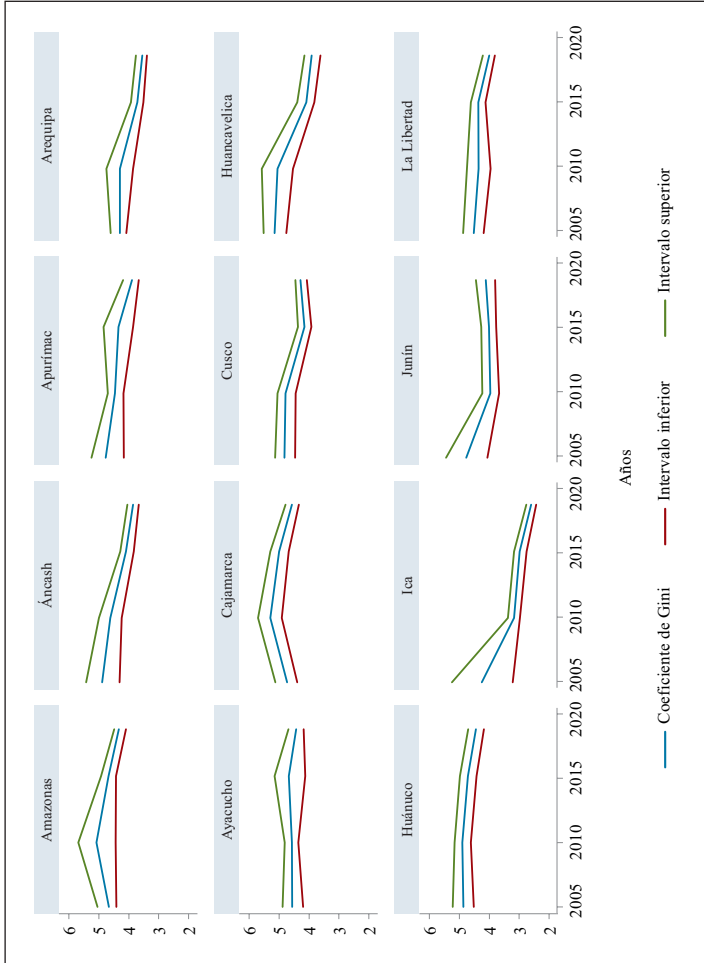 Amazonas
Áncash
Apurímac
Arequipa
6
5
4
3
2
Ayacucho
Cajamarca
Cusco
Huancavelica
6
5
4
3
2
Huánuco
Ica
Junín
La Libertad
6
5
4
3
2
2005 2010 2015 2020
2005 2010 2015 2020
2005 2010 2015 2020
2005 2010 2015 2020
Años
Coeficiente de Gini
Intervalo inferior
Intervalo superior